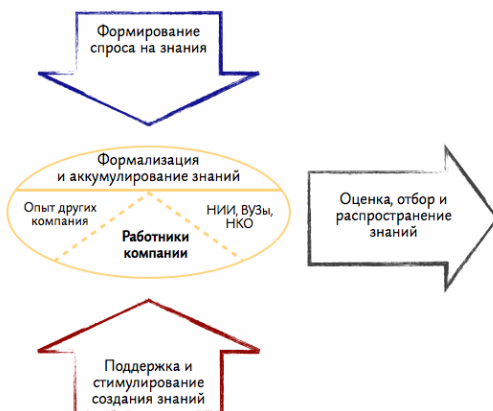 Формирование
спроса на знания
Формализация
и аккумулирование знаний
Опыт других
компания
НИИ, ВУЗы,
НКО
Работники
компании
Оценка, отбор и
распространение
знаний
Поддержка и
стимулирование
создания знаний